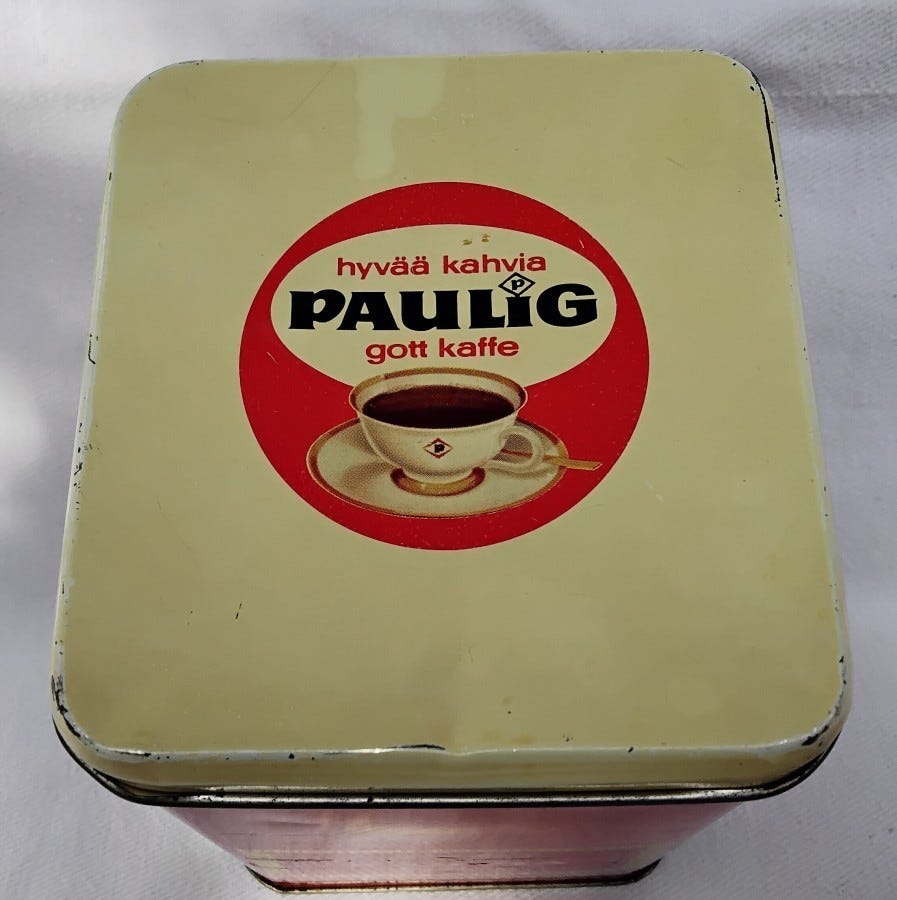 hyvää kahvia
P
PAULiG
gott kaffe
P